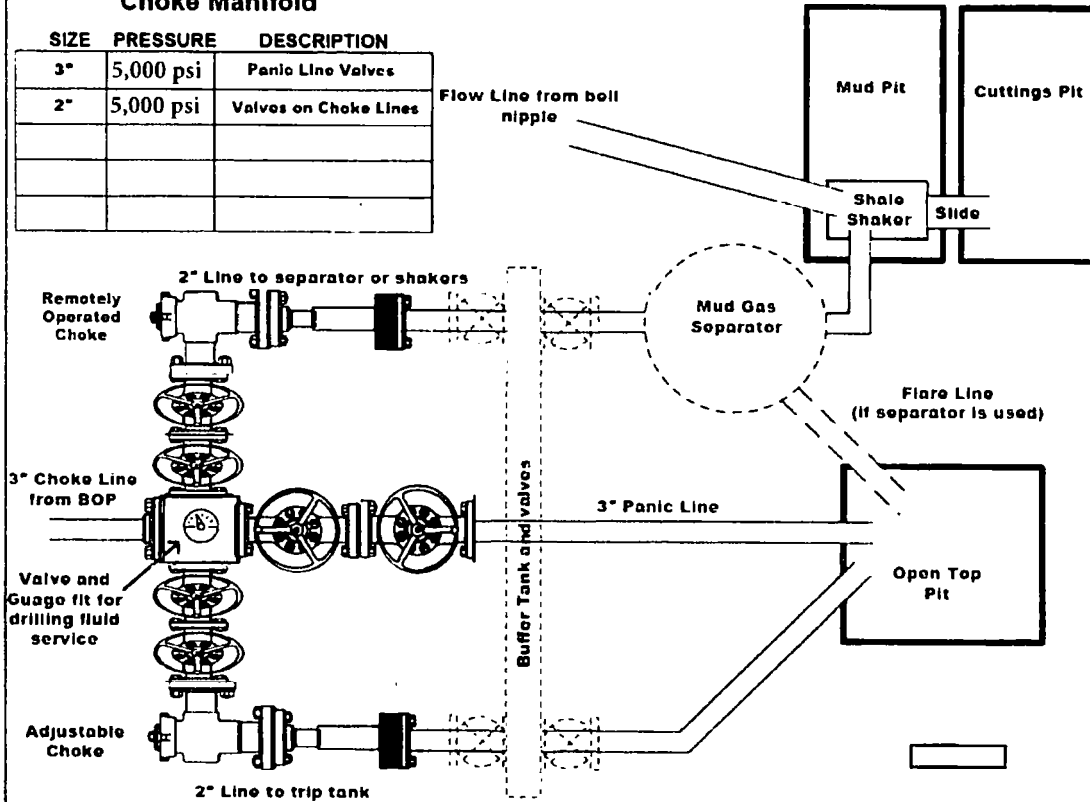 Choke Manifold
SIZE PRESSURE DESCRIPTION
3" 5,000 psi Panic Line Valves
2" 5,000 psi Valves on Choke Lines
Flow Line from bell
nipple
Mud Pit
Cuttings Pit
Shale
Shaker
Slide
2" Line to separator or shakers
Remotely
Operated
Choke
Mud Gas
Separator
Flare Line
(if separator is used)
3" Choke Line
from BOP
3" Panic Line
Buffer Tank and valves
Open Top
Pit
Valve and
Guage fit for
drilling fluid
service
Adjustable
Choke
2" Line to trip tank